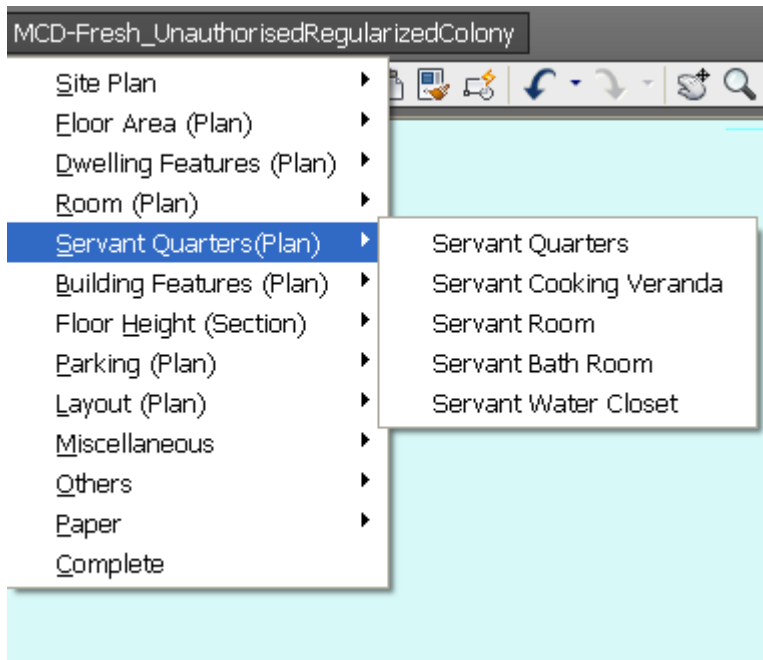 MCD-Fresh_UnauthorisedRegularizedColony
Site Plan
Floor Area (Plan)
Dwelling Features (Plan)
Room (Plan)
Servant Quarters(Plan)
Building Features (Plan)
Floor Height (Section)
Parking (Plan)
Layout (Plan)
Miscellaneous
Others
Paper
Complete
Servant Quarters
Servant Cooking Veranda
Servant Room
Servant Bath Room
Servant Water Closet